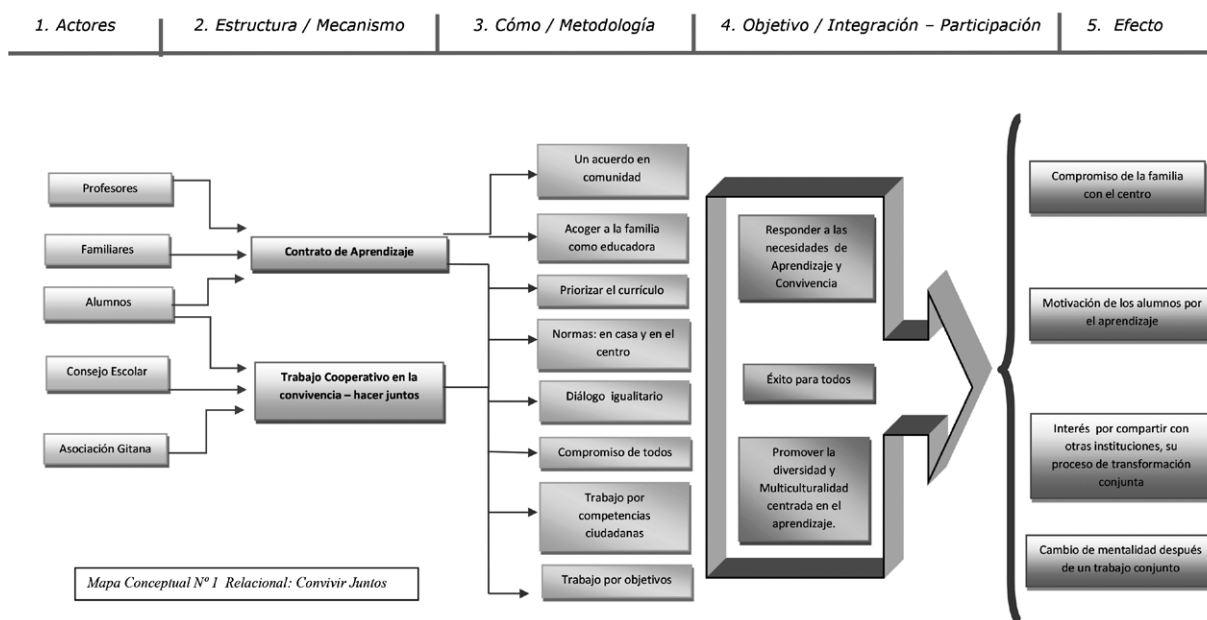 1. Actores
2. Estructura / Mecanismo
3. Cómo / Metodología
4. Objetivo / Integración – Participación
5. Efecto
Profesores
Familiares
Alumnos
Consejo Escolar
Asociación Gitana
Contrato de Aprendizaje
Trabajo Cooperativo en la
convivencia – hacer juntos
Un acuerdo en
comunidad
Acoger a la familia
como educadora
Priorizar el currículo
Normas: en casa y en el
centro
Diálogo igualitario
Compromiso de todos
Trabajo por
competencias
ciudadanas
Trabajo por objetivos
Responder a las
necesidades de
Aprendizaje y
Convivencia
Éxito para todos
Promover la
diversidad y
Multiculturalidad
centrada en el
aprendizaje.
Compromiso de la familia
con el centro
Motivación de los alumnos por
el aprendizaje
Interés por compartir con
otras instituciones, su
proceso de transformación
conjunta
Cambio de mentalidad después
de un trabajo conjunto
Mapa Conceptual Nº 1 Relacional: Convivir Juntos